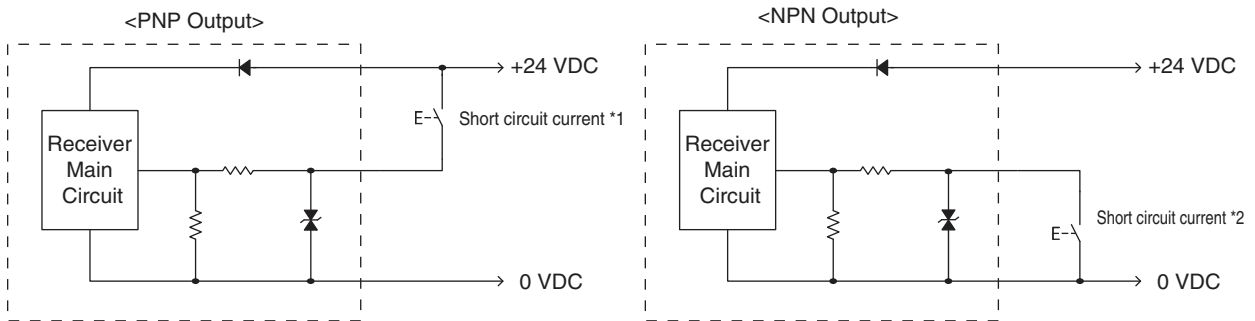 <PNP Output>
+24 VDC
E
Short circuit current *1
Receiver
Main
Circuit
0 VDC
<NPN Output>
+24 VDC
Receiver
Main
Circuit
E
Short circuit current *2
0 VDC